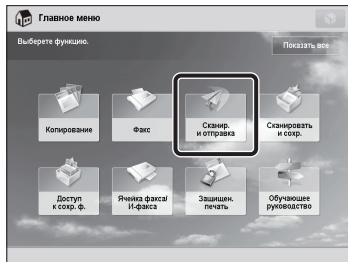 Главное меню
Выберете функцию.
Показать все
Копирование
Факс
Сканир.
и отправка
Сканировать
и сохр.
Доступ
к сохр. ф.
Ячейка факса/
И-факса
Защищен.
печать
Обучающее
руководство